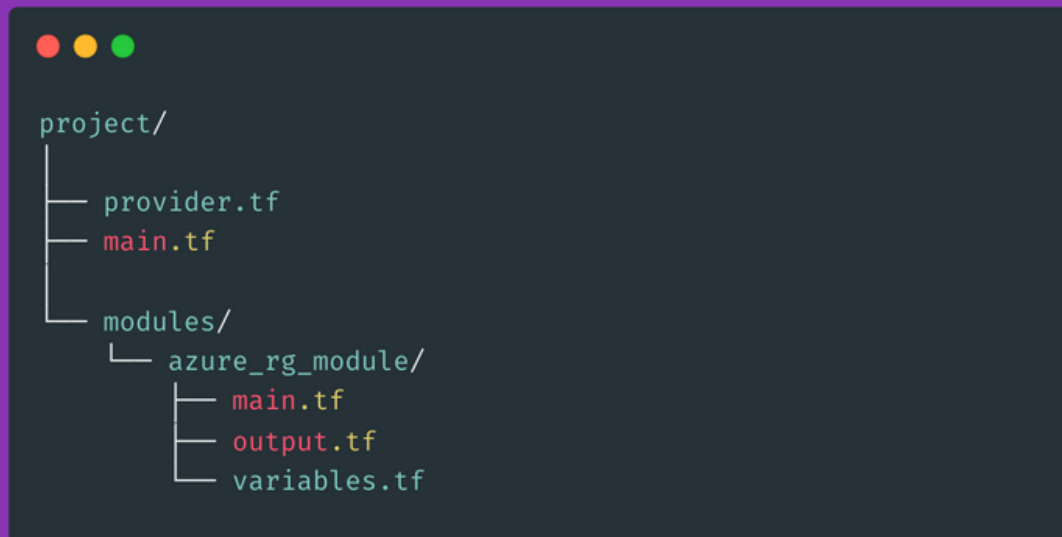 project/
│
├── provider.tf
├── main.tf
│
└── modules/
    └── azure_rg_module/
        ├── main.tf
        ├── output.tf
        └── variables.tf